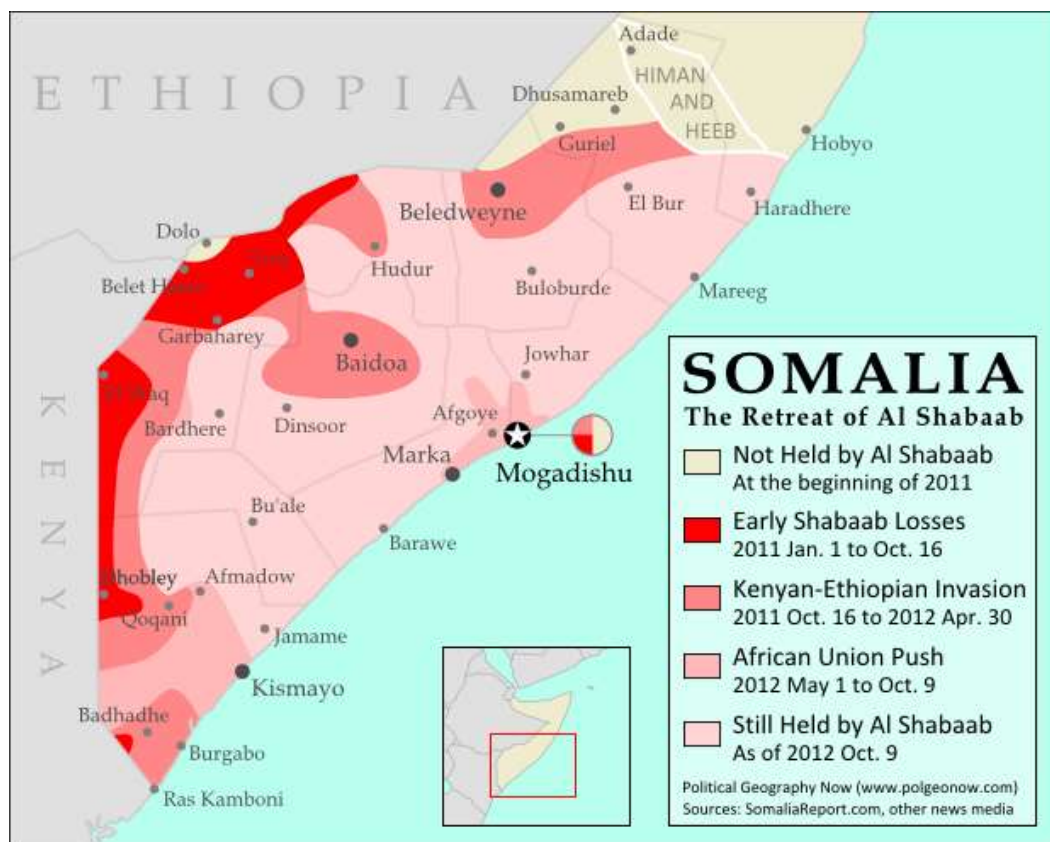 ETHIOPIA
KENYA
Adade
HIMAN
AND
HEEB
Dhusamareb
Guriel
Hobyo
Beledweyne
El Bur
Haradhere
Dolo
Hudur
Belet
Buloburde
Mareeg
Garbaharey
Baidoa
Jowhar
Bardhere
Dinsoor
Afgoye
Marka
Mogadishu
Bu'ale
Barawe
Dhobley
Afmadow
Qoqani
Jamame
Kismayo
Badhadhe
Burgabo
Ras Kamboni
SOMALIA
The Retreat of Al Shabaab
Not Held by Al Shabaab
At the beginning of 2011
Early Shabaab Losses
2011 Jan. 1 to Oct. 16
Kenyan-Ethiopian Invasion
2011 Oct. 16 to 2012 Apr. 30
African Union Push
2012 May 1 to Oct. 9
Still Held by Al Shabaab
As of 2012 Oct. 9
Political Geography Now (www.polgeonow.com)
Sources: SomaliaReport.com, other news media